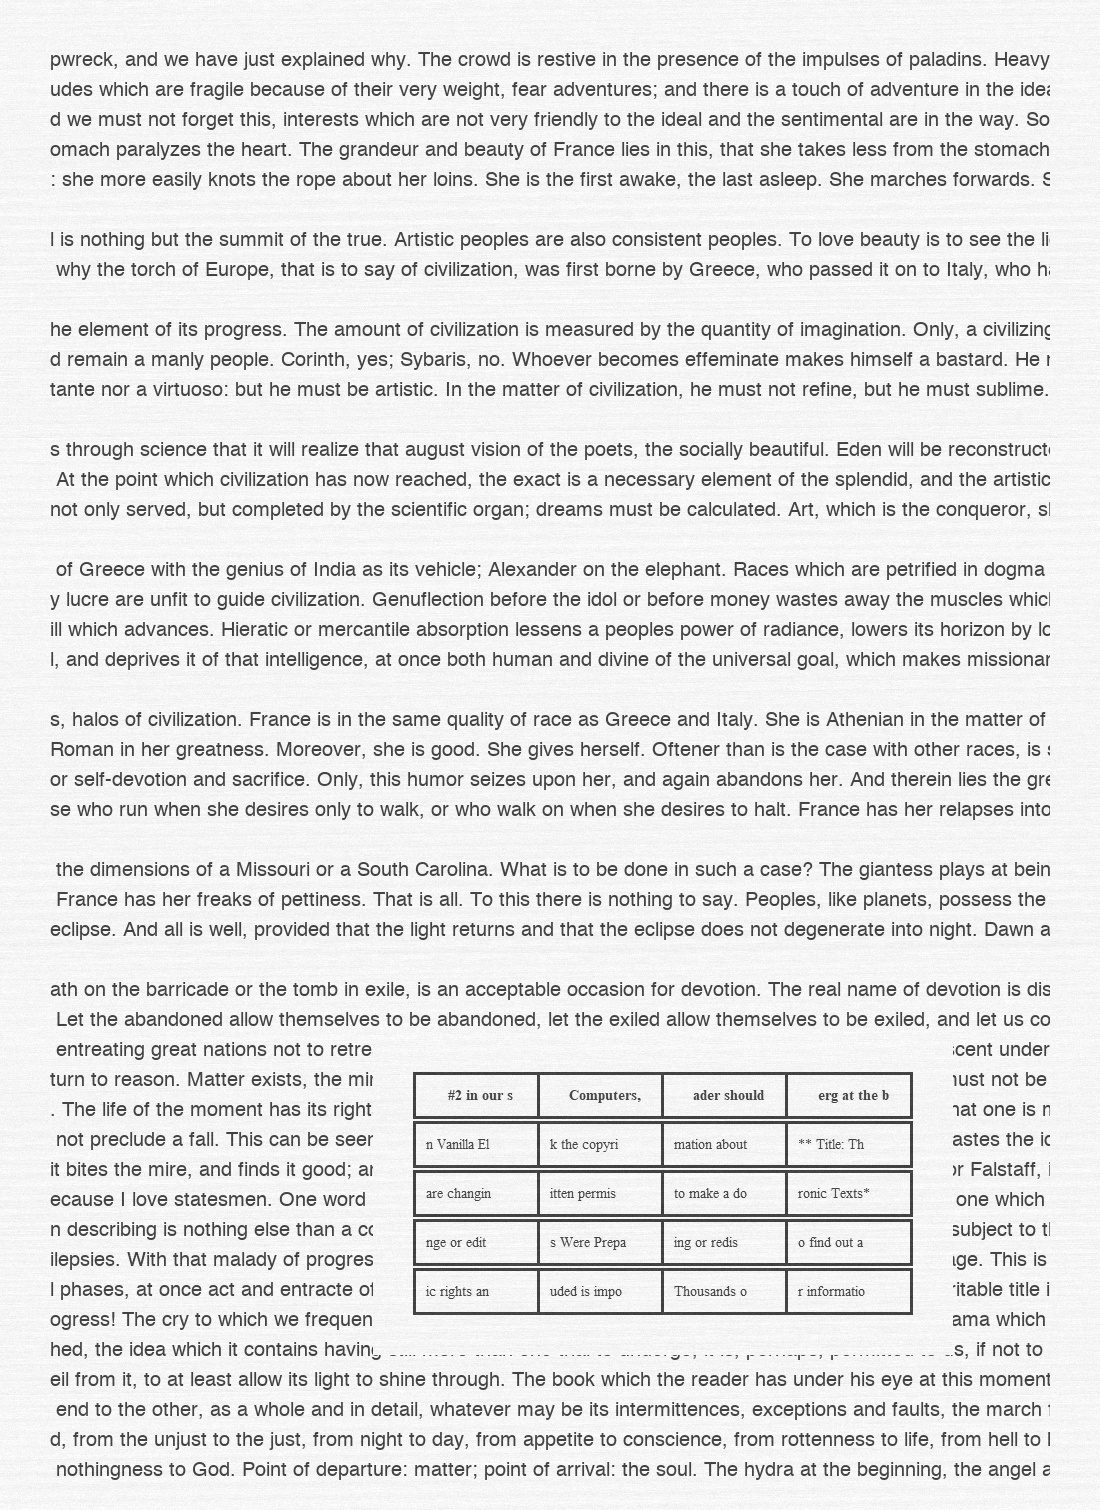 pwreck, and we have just explained why. The crowd is restive in the presence of the impulses of paladins. Heavy
udes which are fragile because of their very weight, fear adventures; and there is a touch of adventure in the idea
d we must not forget this, interests which are not very friendly to the ideal and the sentimental are in the way. So
omach paralyzes the heart. The grandeur and beauty of France lies in this, that she takes less from the stomach
: she more easily knots the rope about her loins. She is the first awake, the last asleep. She marches forwards. S
l is nothing but the summit of the true. Artistic peoples are also consistent peoples. To love beauty is to see the li
why the torch of Europe, that is to say of civilization, was first borne by Greece, who passed it on to Italy, who ha
he element of its progress. The amount of civilization is measured by the quantity of imagination. Only, a civilizing
d remain a manly people. Corinth, yes; Sybaris, no. Whoever becomes effeminate makes himself a bastard. He
tante nor a virtuoso: but he must be artistic. In the matter of civilization, he must not refine, but he must sublime.
s through science that it will realize that august vision of the poets, the socially beautiful. Eden will be reconstructe
At the point which civilization has now reached, the exact is a necessary element of the splendid, and the artistic
not only served, but completed by the scientific organ; dreams must be calculated. Art, which is the conqueror, s
of Greece with the genius of India as its vehicle; Alexander on the elephant. Races which are petrified in dogma
y lucre are unfit to guide civilization. Genuflection before the idol or before money wastes away the muscles which
ill which advances. Hieratic or mercantile absorption lessens a peoples power of radiance, lowers its horizon by lo
l, and deprives it of that intelligence, at once both human and divine of the universal goal, which makes missionar
s, halos of civilization. France is in the same quality of race as Greece and Italy. She is Athenian in the matter of
Roman in her greatness. Moreover, she is good. She gives herself. Oftener than is the case with other races, is s
or self-devotion and sacrifice. Only, this humor seizes upon her, and again abandons her. And therein lies the gre
se who run when she desires only to walk, or who walk on when she desires to halt. France has her relapses into
the dimensions of a Missouri or a South Carolina. What is to be done in such a case? The giantess plays at bein
France has her freaks of pettiness. That is all. To this there is nothing to say. Peoples, like planets, possess the
eclipse. And all is well, provided that the light returns and that the eclipse does not degenerate into night. Dawn a
ath on the barricade or the tomb in exile, is an acceptable occasion for devotion. The real name of devotion is dis
Let the abandoned allow themselves to be abandoned, let the exiled allow themselves to be exiled, and let us co
entreating great nations not to retre scent under
turn to reason. Matter exists, the mi must not be
. The life of the moment has its right hat one is m
not preclude a fall. This can be seen astes the id
it bites the mire, and finds it good; a or Falstaff, i
ecause I love statesmen. One word one which
n describing is nothing else than a co subject to t
ilepsies. With that malady of progres ge. This is
l phases, at once act and entracte of ritable title i
ogress! The cry to which we frequen ama which
#2 in our s Computers, ader should erg at the b
n Vanilla El k the copyri mation about ** Title: Th
are changin itten permis to make a do ronic Texts*
nge or edit s Were Prepa ing or redis o find out a
ic rights an uded is impo Thousands o r informatio
hed, the idea which it contains having s, if not to
eil from it, to at least allow its light to shine through. The book which the reader has under his eye at this moment
end to the other, as a whole and in detail, whatever may be its intermittences, exceptions and faults, the march
d, from the unjust to the just, from night to day, from appetite to conscience, from rottenness to life, from hell to
nothingness to God. Point of departure: matter; point of arrival: the soul. The hydra at the beginning, the angel a